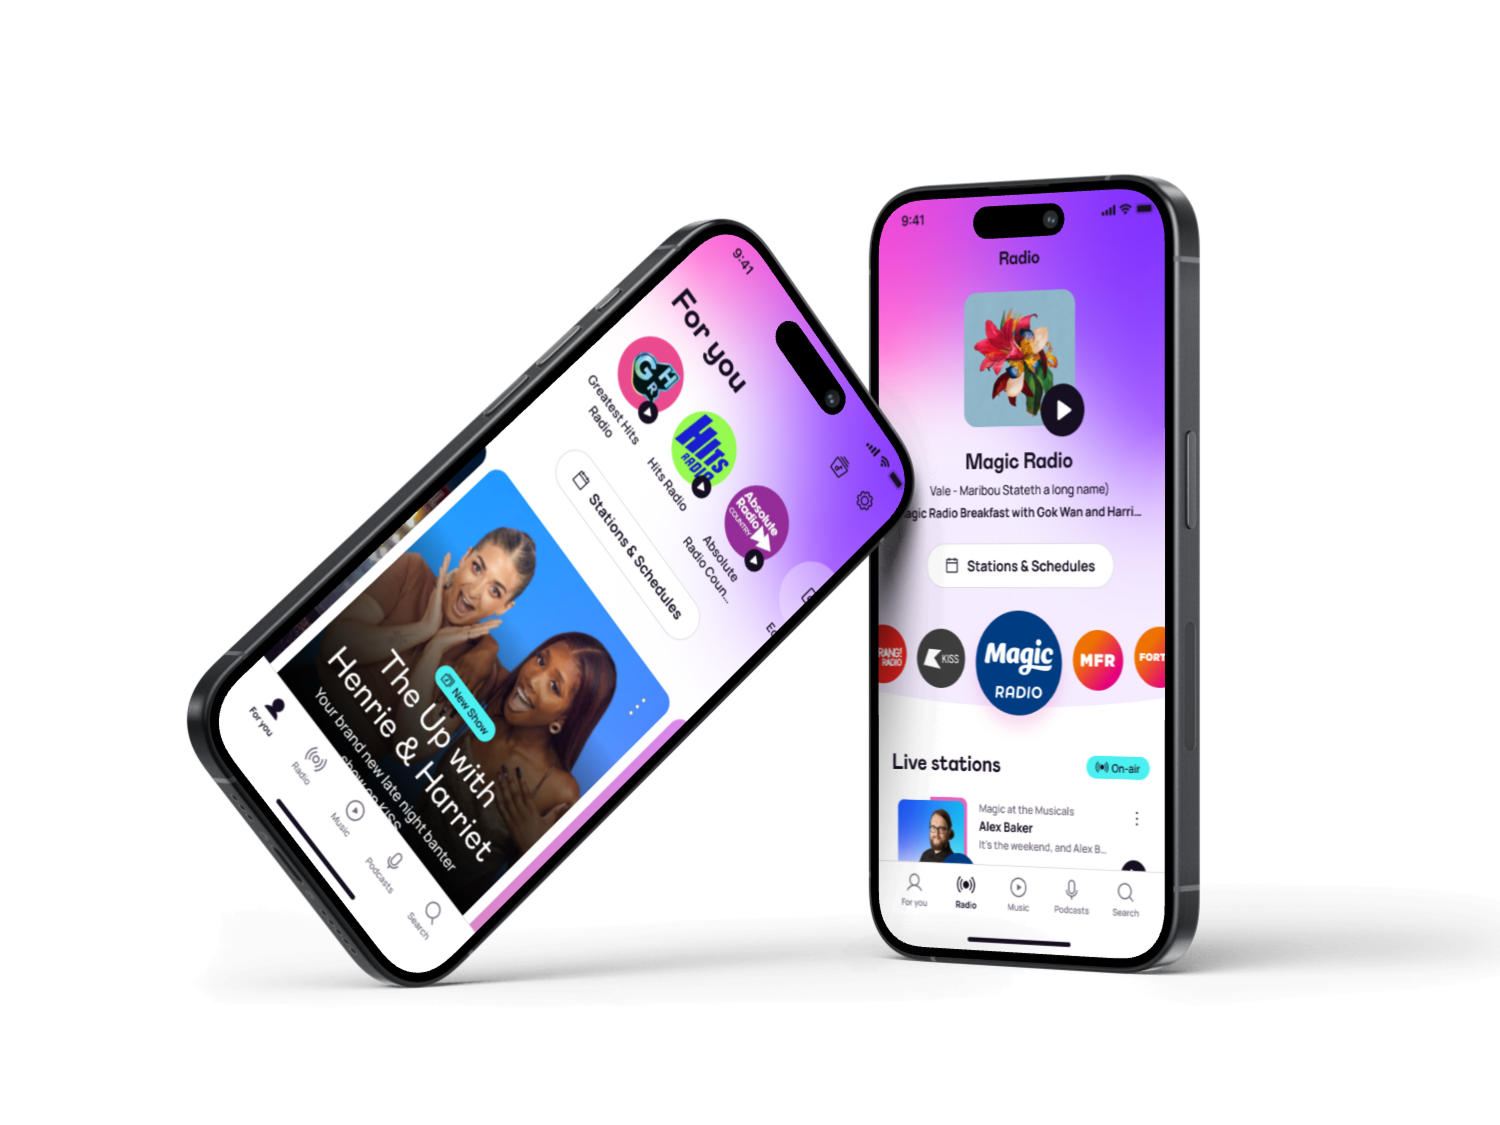 9:41
For you
GHR
Greatest Hits
Radio
HITS
RADIO
Hits Radio
Absolute
Radio
COUNTRY
Absolute
Radio Coun...
Stations & Schedules
New Show
The Up with
Henrie & Harriet
Your brand new late night banter
show on KISS
For you
Radio
Music
Podcasts
Search
9:41
Radio
Magic Radio
Vale - Maribou Stateth a long name)
agic Radio Breakfast with Gok Wan and Harri...
Stations & Schedules
RANG!
RADIO
KISS
Magic
RADIO
MFR
FORT
Live stations
On-air
Magic at the Musicals
Alex Baker
It's the weekend, and Alex B...
For you
Radio
Music
Podcasts
Search